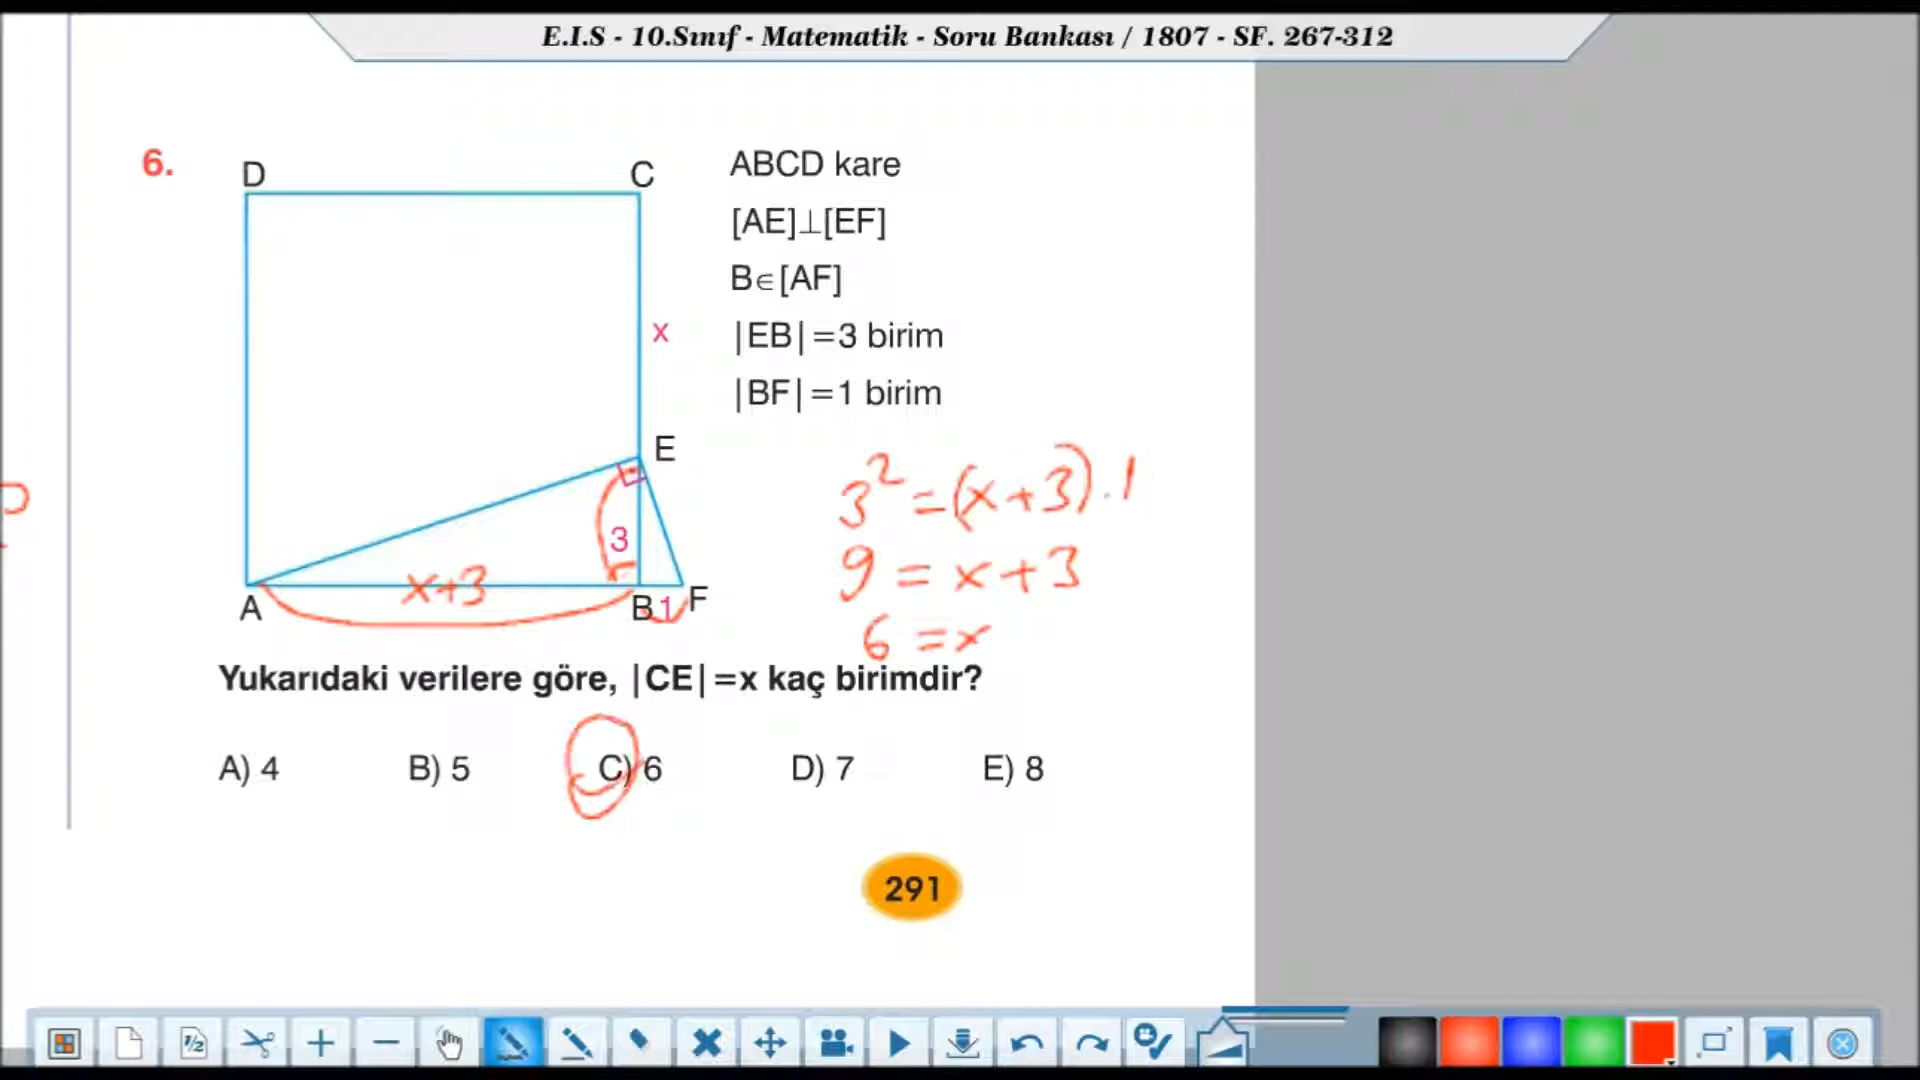 E.I.S - 10.Sınıf - Matematik - Soru Bankası / 1807 - SF. 267-312
6.
D
C
ABCD kare
[AE]⊥[EF]
B∈[AF]
x
|EB|=3 birim
|BF|=1 birim
E
3² = (x+3).1
3
9 = x+3
x+3
A
B
1
F
6 = x
Yukarıdaki verilere göre, |CE|=x kaç birimdir?
A) 4 B) 5 C) 6 D) 7 E) 8
291
1/2